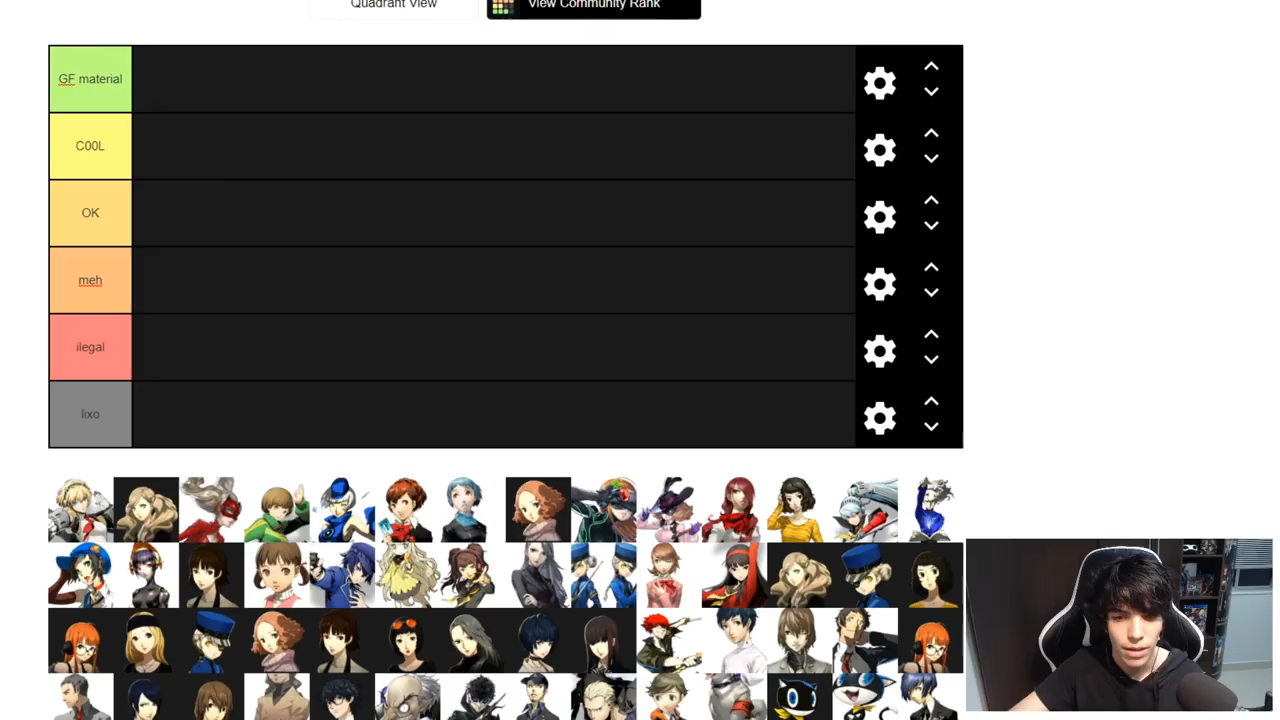 Quadrant View
View Community Rank
GF material
C00L
OK
meh
ilegal
lixo